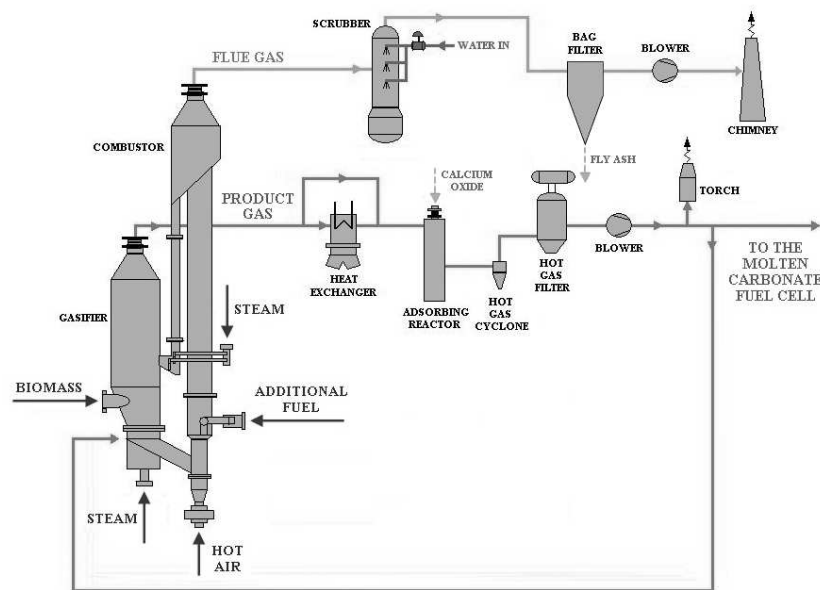 SCRUBBER
WATER IN
FLUE GAS
BAG
FILTER
BLOWER
CHIMNEY
COMBUSTOR
FLY ASH
CALCIUM
OXIDE
TORCH
PRODUCT
GAS
BLOWER
TO THE
MOLTEN
CARBONATE
FUEL CELL
HEAT
EXCHANGER
ADSORBING
REACTOR
HOT
GAS
CYCLONE
HOT
GAS
FILTER
GASIFIER
STEAM
BIOMASS
ADDITIONAL
FUEL
STEAM
HOT
AIR